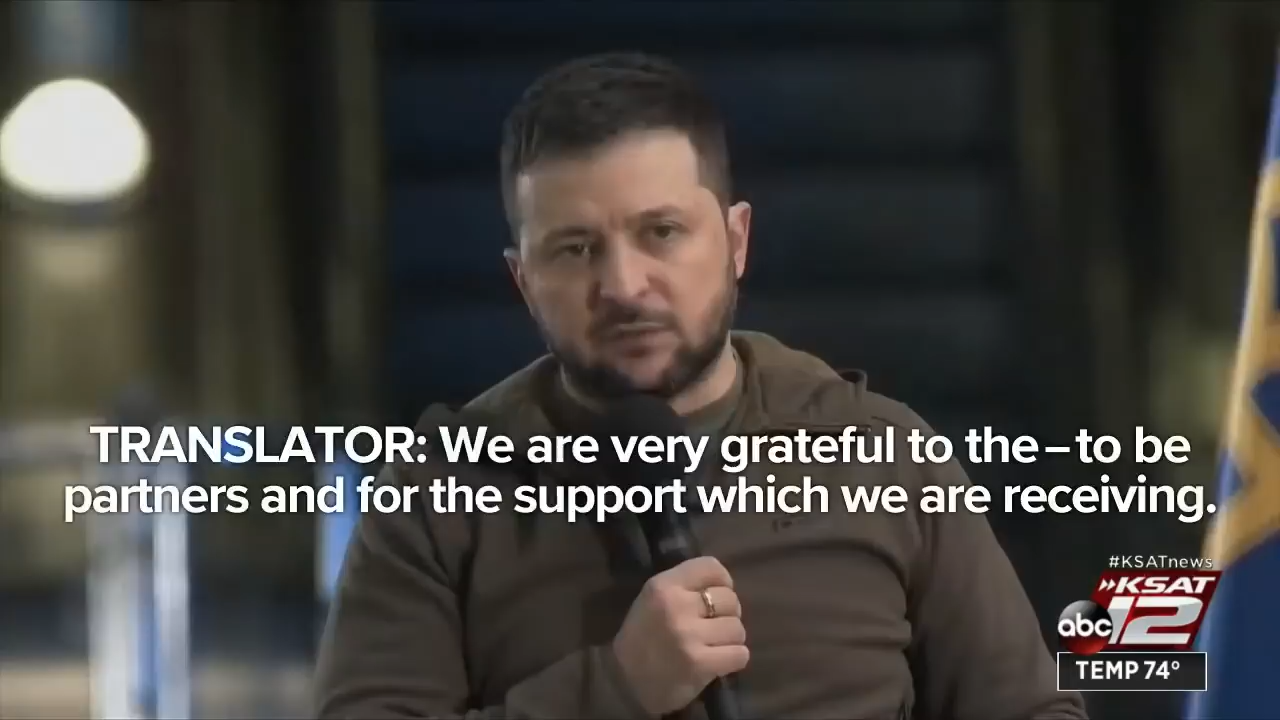 TRANSLATOR: We are very grateful to the – to be
partners and for the support which we are receiving.
#KSATnews
KSAT
abc 12
TEMP 74°